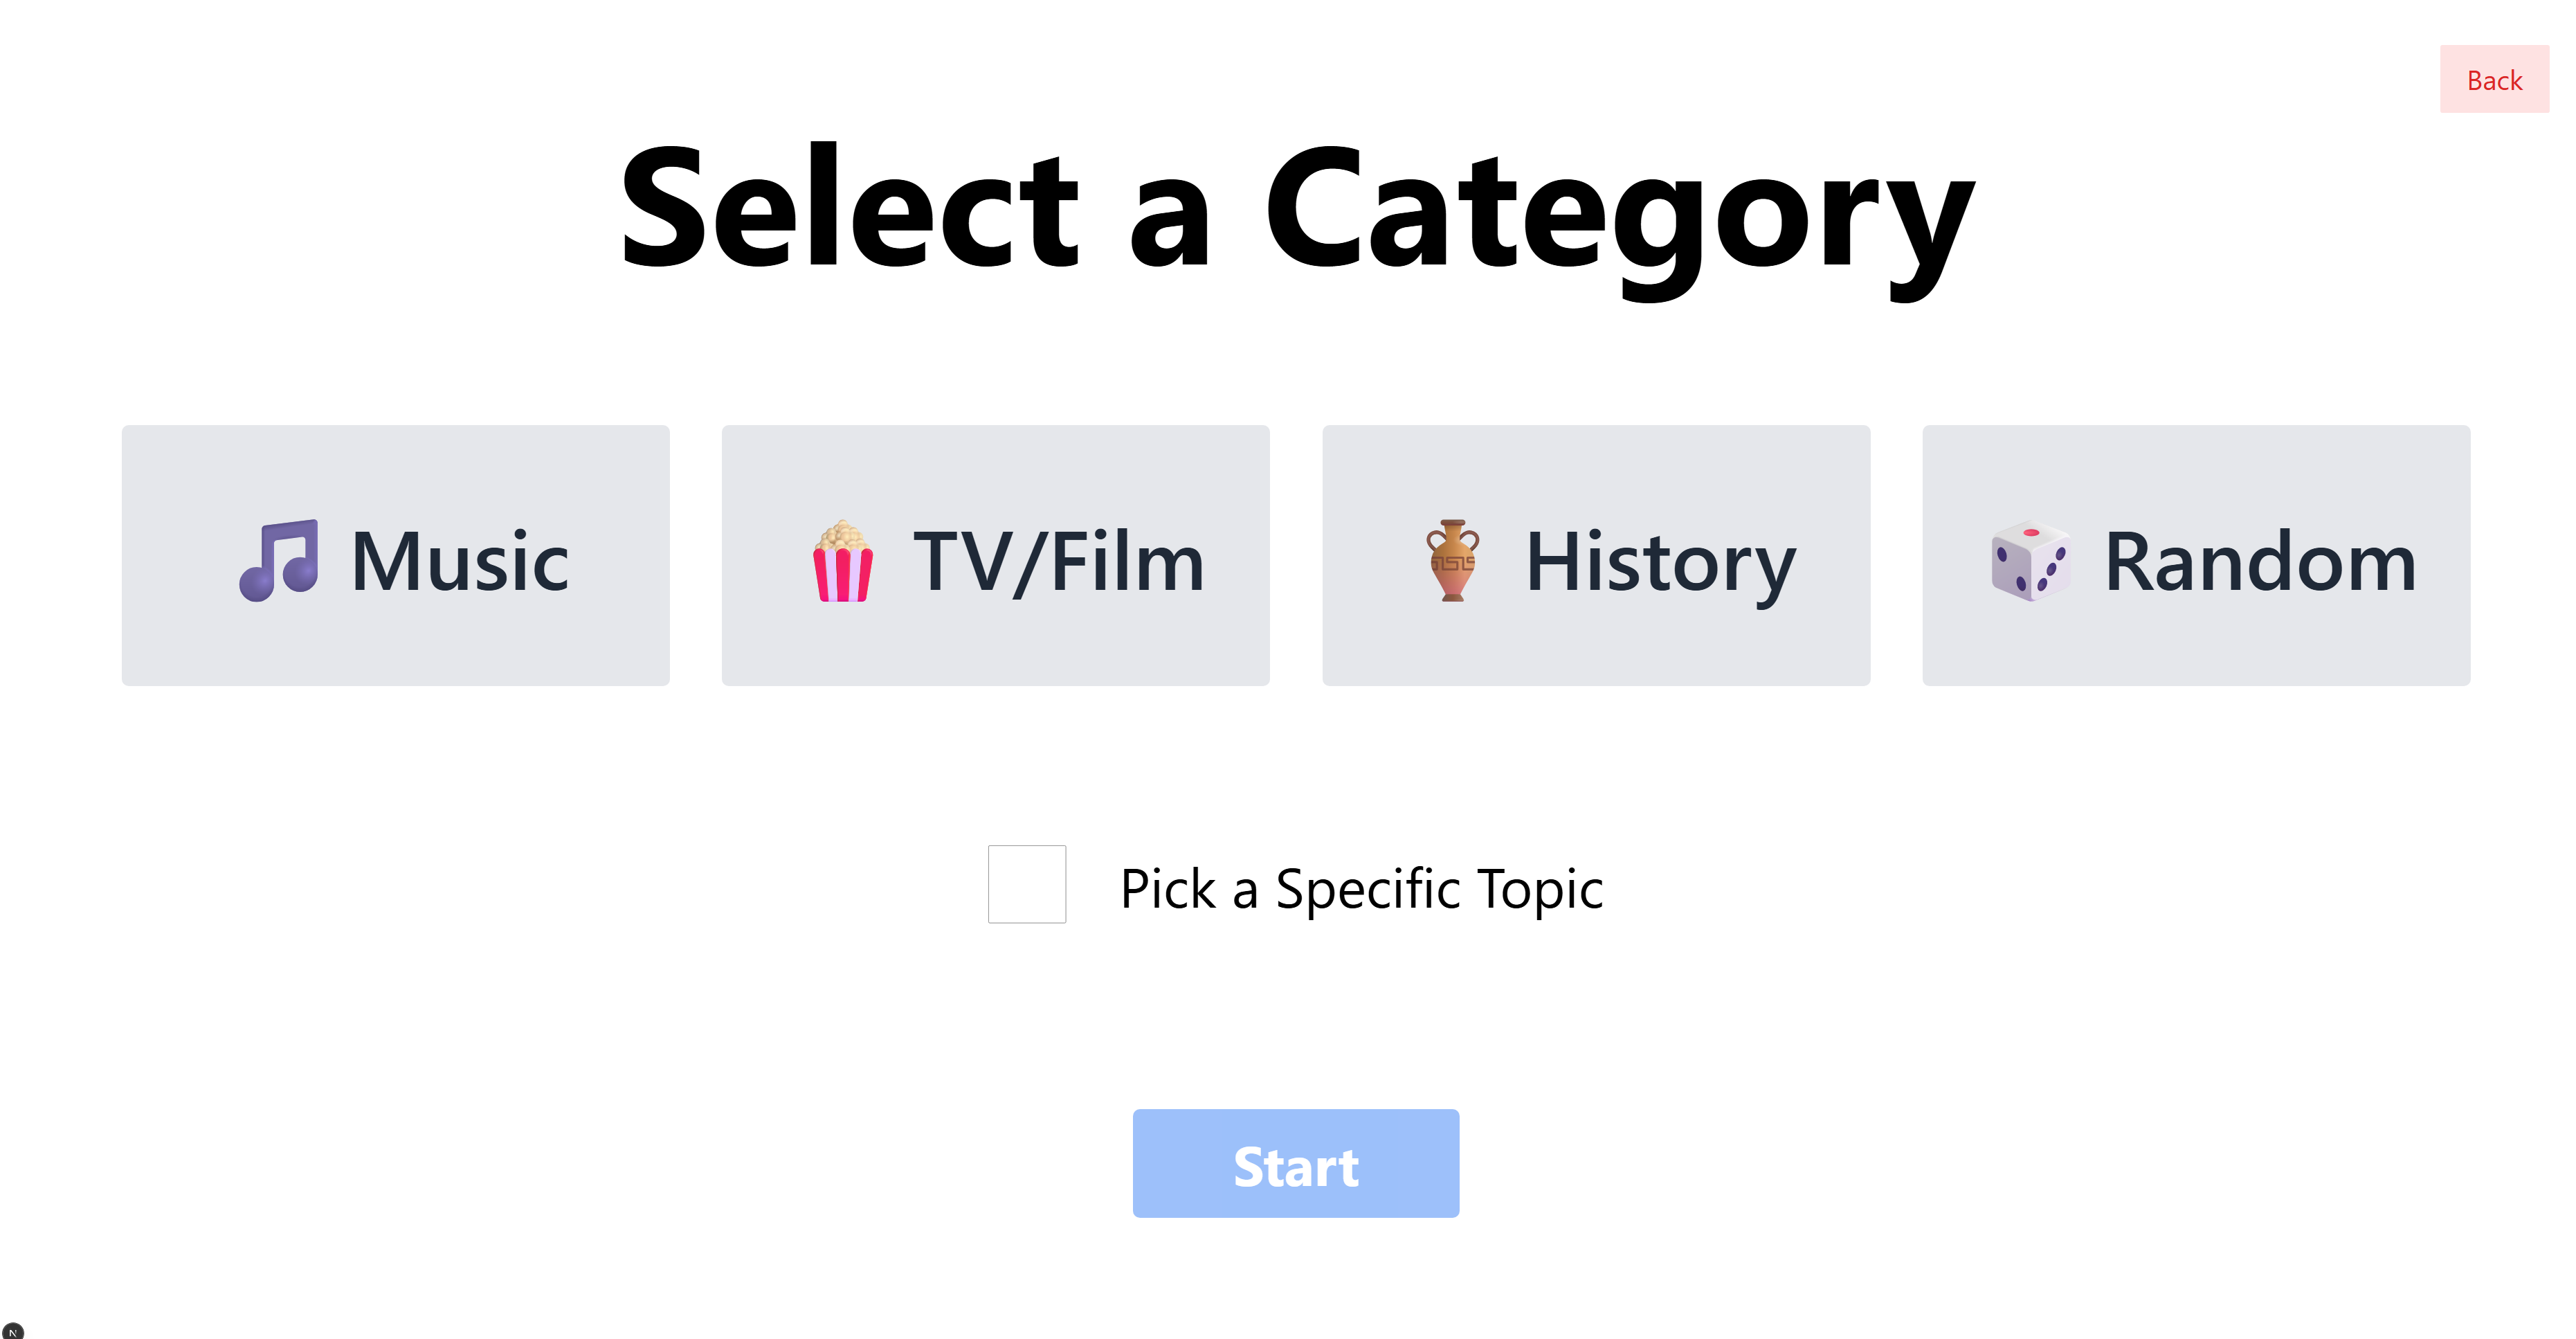 Back
Select a Category
Music
TV/Film
History
Random
Pick a Specific Topic
Start
N